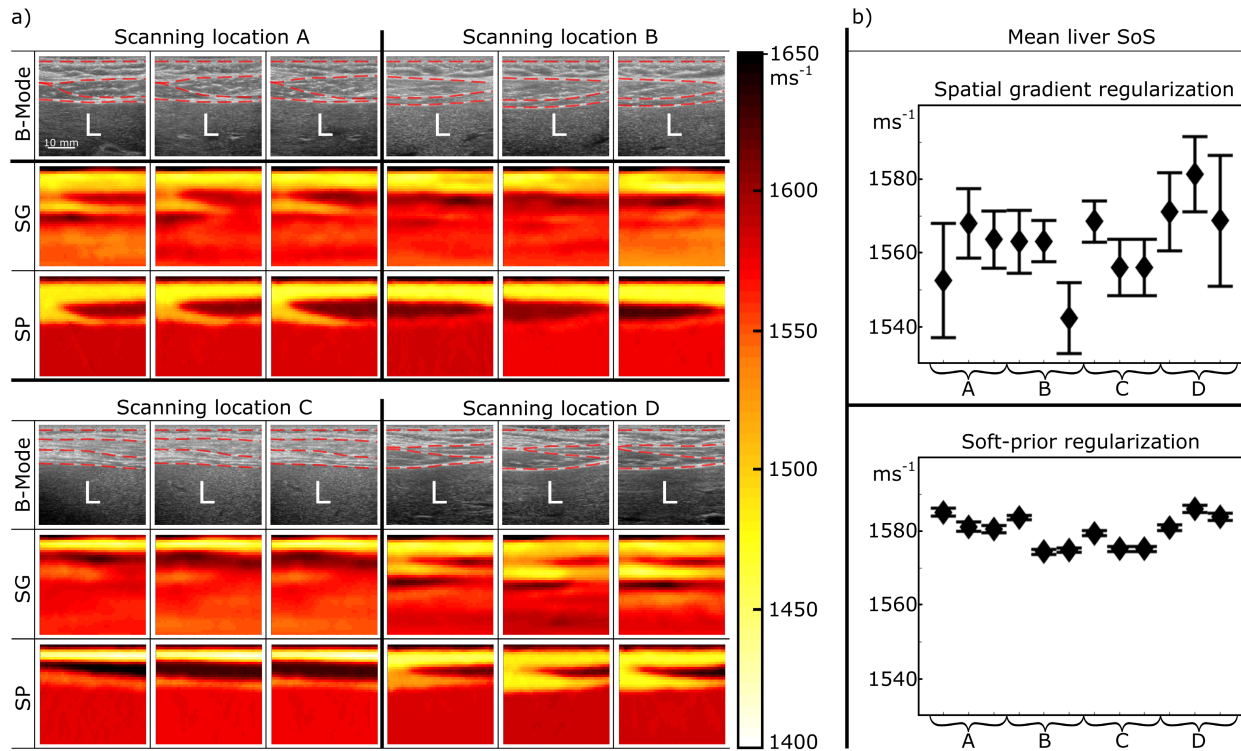 a)
Scanning location A
Scanning location B
B-Mode
L
L
L
L
L
L
10 mm
SG
SP
Scanning location C
Scanning location D
B-Mode
L
L
L
L
L
L
SG
SP
1650
ms⁻¹
1600
1550
1500
1450
1400
b)
Mean liver SoS
Spatial gradient regularization
ms⁻¹
1580
1560
1540
A
B
C
D
Soft-prior regularization
ms⁻¹
1580
1560
1540
A
B
C
D